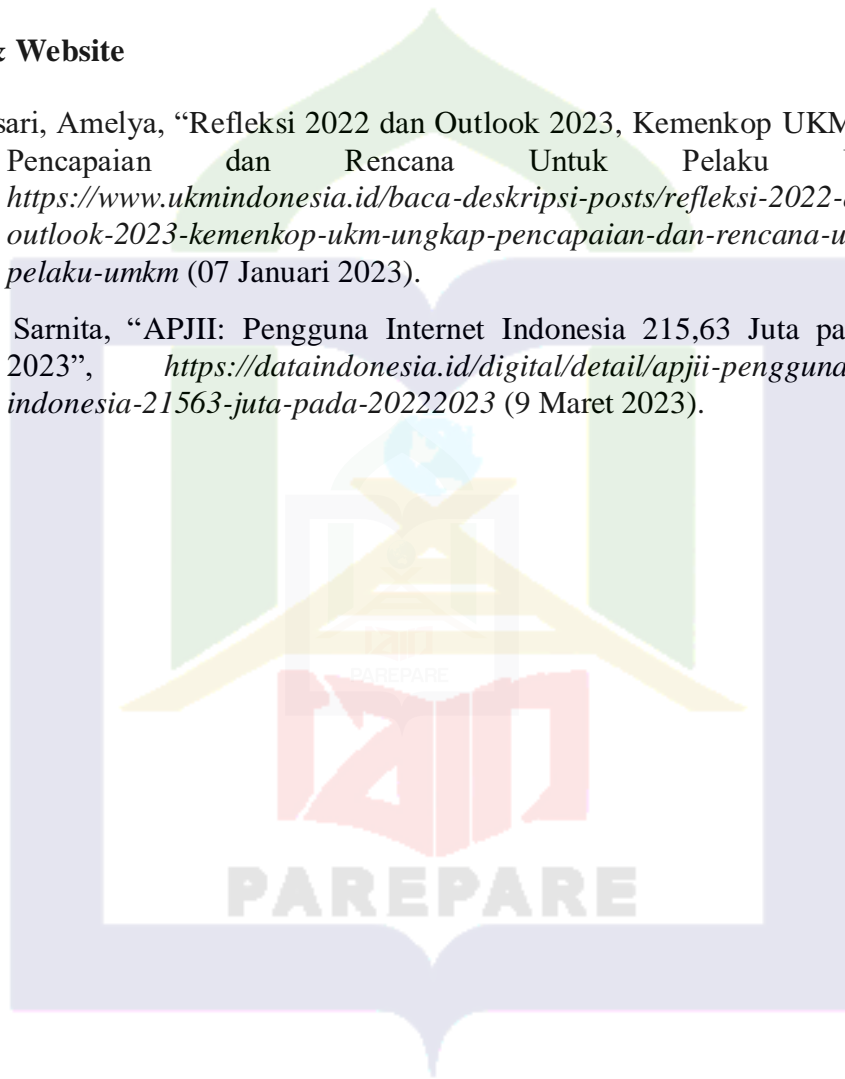 & Website
sari, Amelya, “Refleksi 2022 dan Outlook 2023, Kemenkop UKM
Pencapaian dan Rencana Untuk Pelaku
https://www.ukmindonesia.id/baca-deskripsi-posts/refleksi-2022-
outlook-2023-kemenkop-ukm-ungkap-pencapaian-dan-rencana-u
pelaku-umkm (07 Januari 2023).
Sarnita, “APJII: Pengguna Internet Indonesia 215,63 Juta pa
2023”, https://dataindonesia.id/digital/detail/apjii-pengguna
indonesia-21563-juta-pada-20222023 (9 Maret 2023).
iain
PAREPARE
iain
PAREPARE